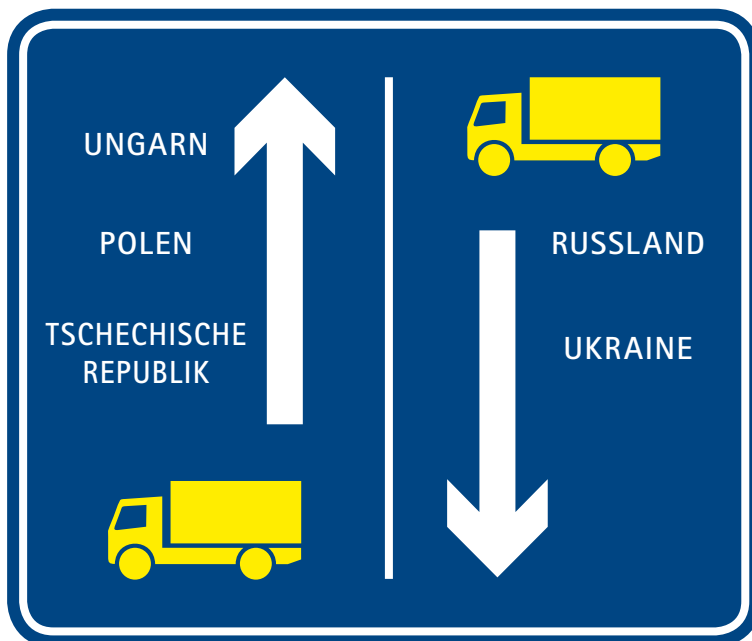 UNGARN
POLEN
TSCHECHISCHE
REPUBLIK
RUSSLAND
UKRAINE